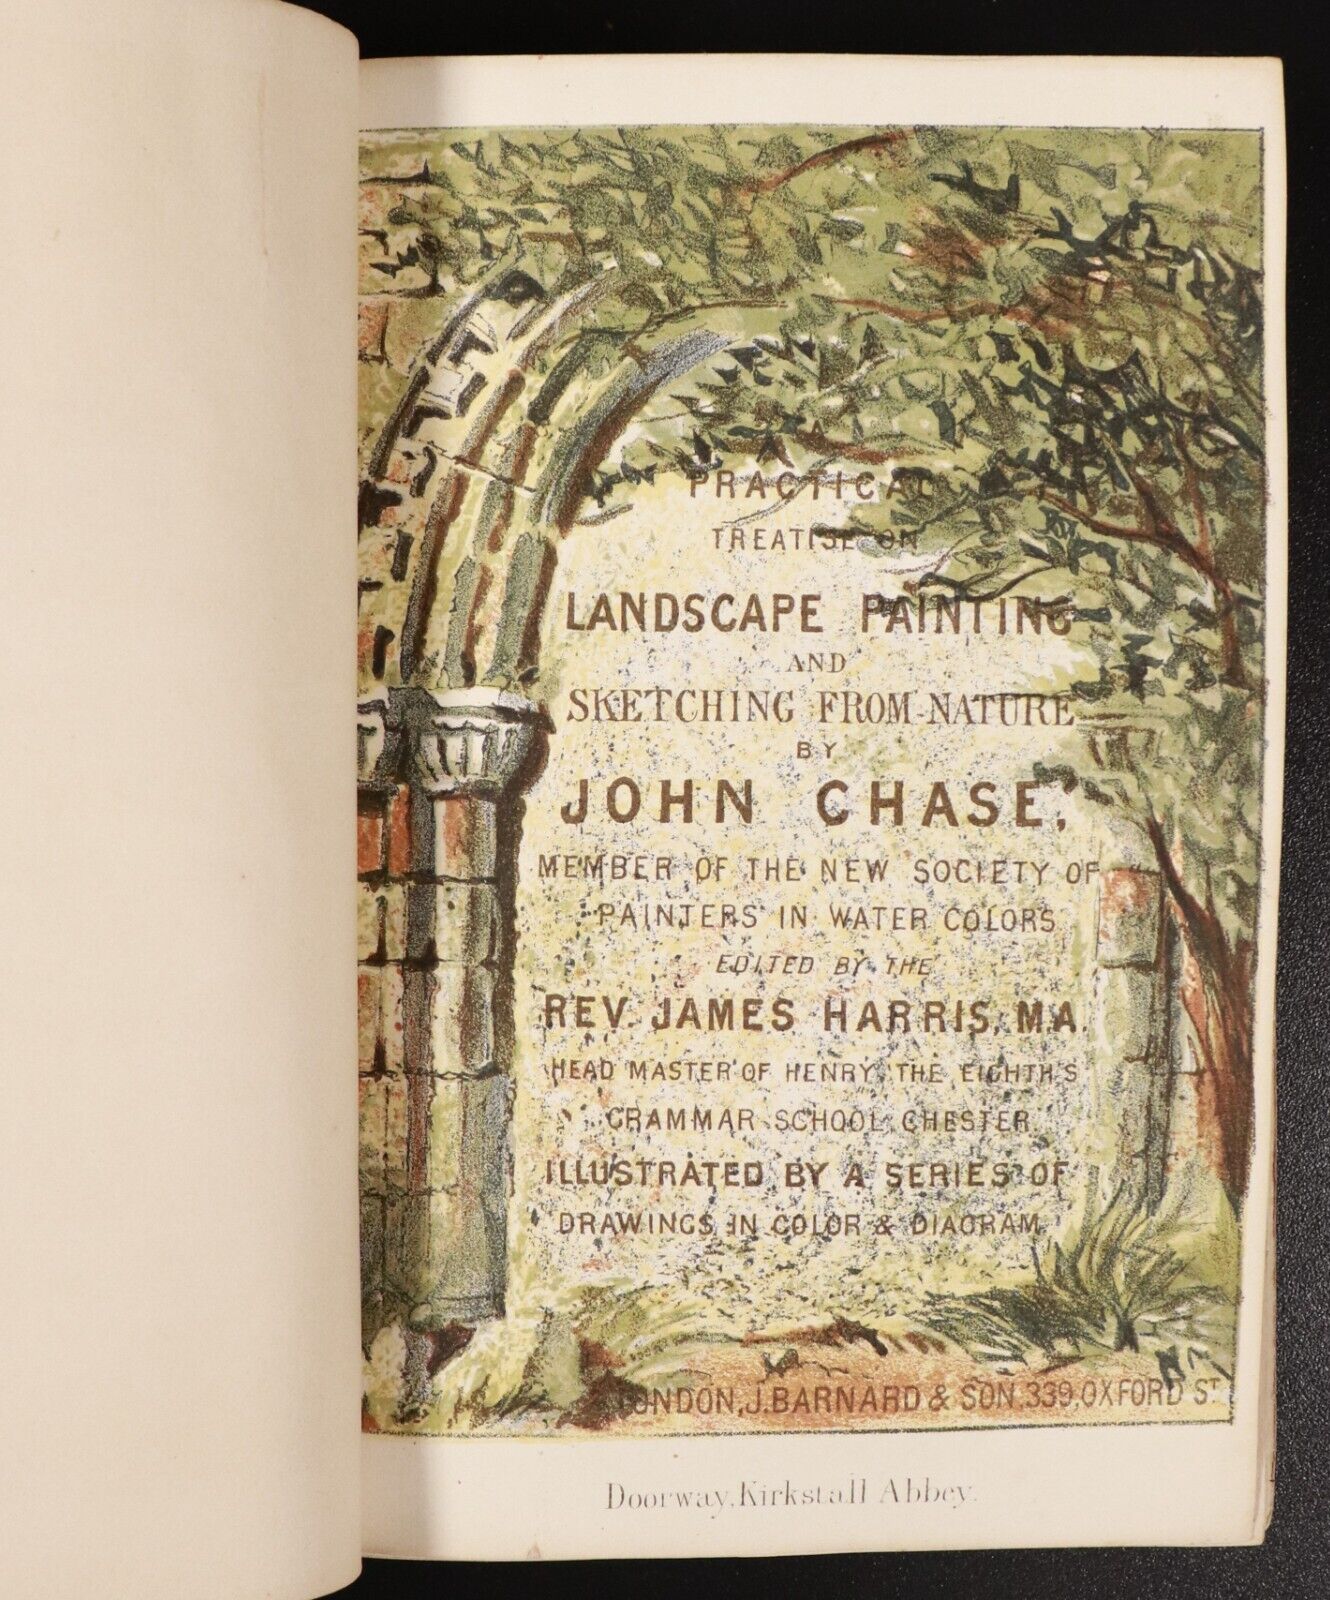 PRACTICAL
TREATISE ON
LANDSCAPE PAINTING
AND
SKETCHING FROM NATURE
BY
JOHN CHASE,
MEMBER OF THE NEW SOCIETY OF
PAINTERS IN WATER COLORS
EDITED BY THE
REV. JAMES HARRIS, M.A.
HEAD MASTER OF HENRY THE EIGHTH'S
GRAMMAR SCHOOL CHESTER
ILLUSTRATED BY A SERIES OF
DRAWINGS IN COLOR & DIAGRAM
LONDON, J. BARNARD & SON, 339, OXFORD ST.
Doorway, Kirkstall Abbey.